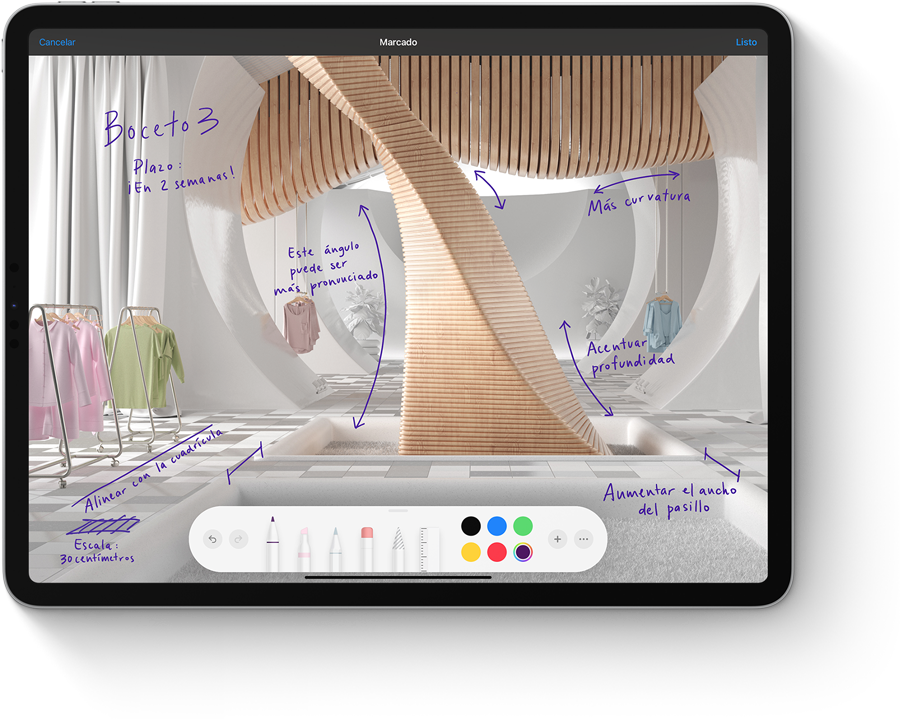 Cancelar
Marcado
Listo
Boceto 3
Plazo:
¡En 2 semanas!
Más curvatura
Este ángulo
puede ser
más pronunciado
Acentuar
profundidad
Alinear con la cuadrícula
Aumentar el ancho
del pasillo
Escala:
30 centímetros